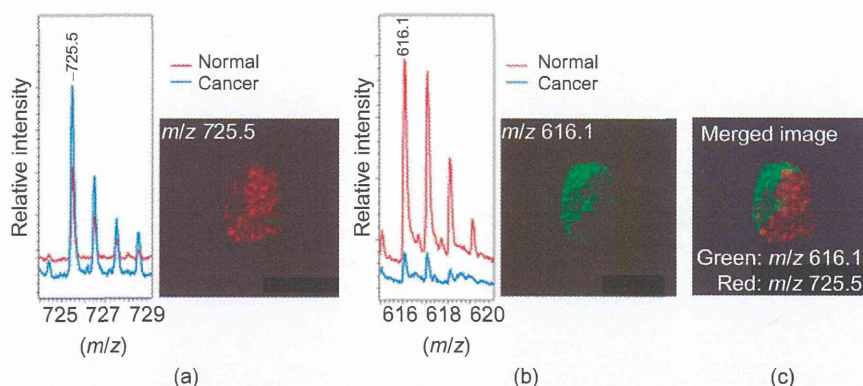 Relative intensity
–725.5
Normal
Cancer
m/z 725.5
725 727 729
(m/z)
(a)
Relative intensity
616.1
Normal
Cancer
m/z 616.1
616 618 620
(m/z)
(b)
Merged image
Green: m/z 616.1
Red: m/z 725.5
(c)